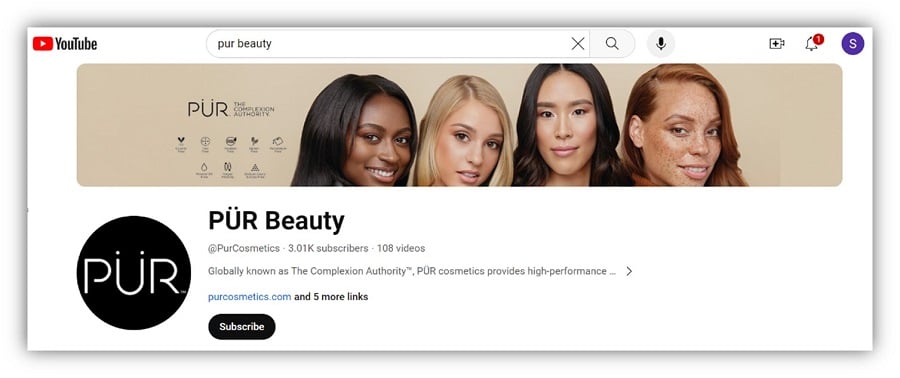 YouTube
pur beauty
1
S
PÜR THE COMPLEXION AUTHORITY.
PÜR Beauty
@PurCosmetics · 3.01K subscribers · 108 videos
Globally known as The Complexion Authority™, PÜR cosmetics provides high-performance ...
purcosmetics.com and 5 more links
PÜR
Subscribe